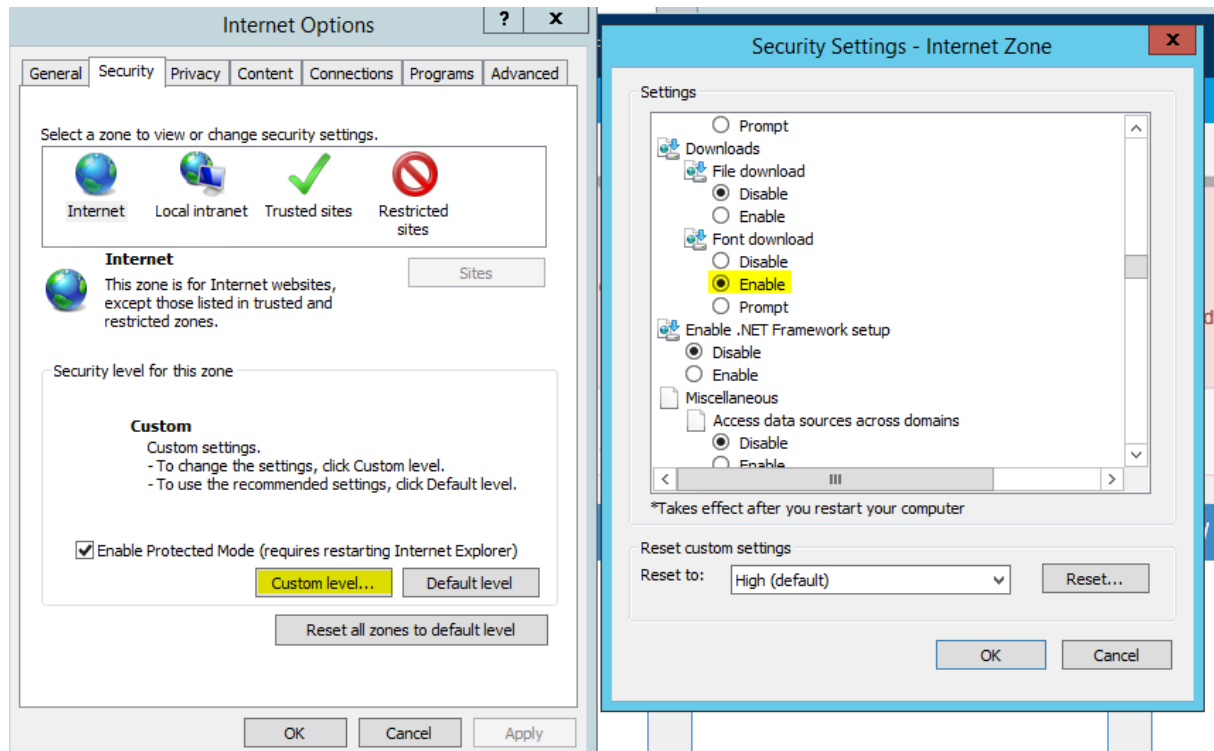 Internet Options
? x
General Security Privacy Content Connections Programs Advanced
Select a zone to view or change security settings.
Internet Local intranet Trusted sites Restricted
sites
Internet
Sites
This zone is for Internet websites,
except those listed in trusted and
restricted zones.
Security level for this zone
Custom
Custom settings.
- To change the settings, click Custom level.
- To use the recommended settings, click Default level.
Enable Protected Mode (requires restarting Internet Explorer)
Custom level... Default level
Reset all zones to default level
OK Cancel Apply
Security Settings - Internet Zone
x
Settings
Prompt
Downloads
File download
Disable
Enable
Font download
Disable
Enable
Prompt
Enable .NET Framework setup
Disable
Enable
Miscellaneous
Access data sources across domains
Disable
Enable
*Takes effect after you restart your computer
Reset custom settings
Reset to: High (default) Reset...
OK Cancel